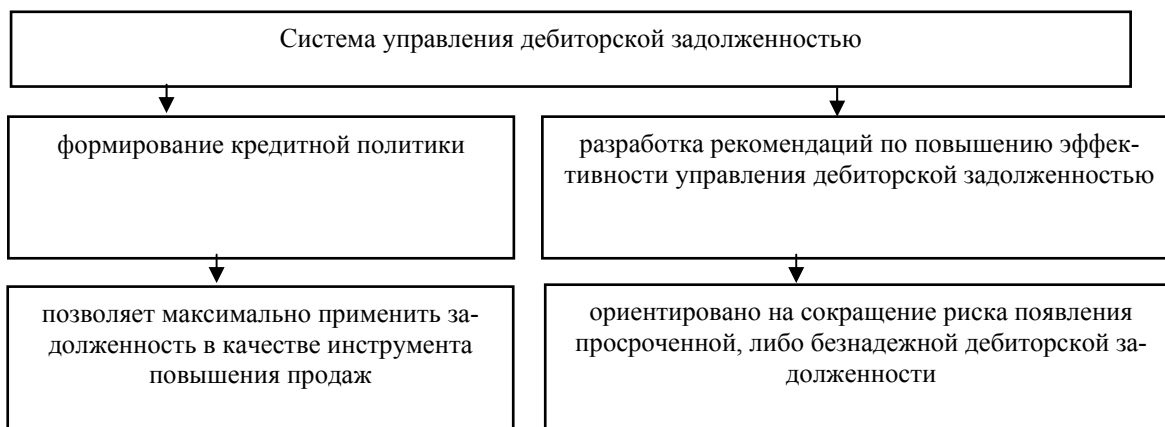 Система управления дебиторской задолженностью
формирование кредитной политики
разработка рекомендаций по повышению эффек-
тивности управления дебиторской задолженностью
позволяет максимально применить за-
долженность в качестве инструмента
повышения продаж
ориентировано на сокращение риска появления
просроченной, либо безнадежной дебиторской за-
долженности